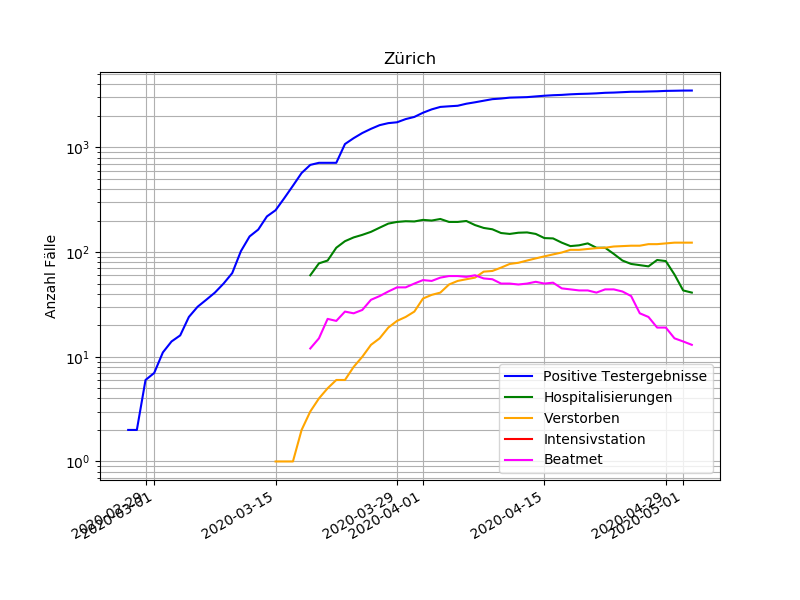 Zürich
Anzahl Fälle
10³
10²
10¹
10⁰
Positive Testergebnisse
Hospitalisierungen
Verstorben
Intensivstation
Beatmet
2020-03-01
2020-03-15
2020-03-29
2020-04-01
2020-04-15
2020-04-29
2020-05-01